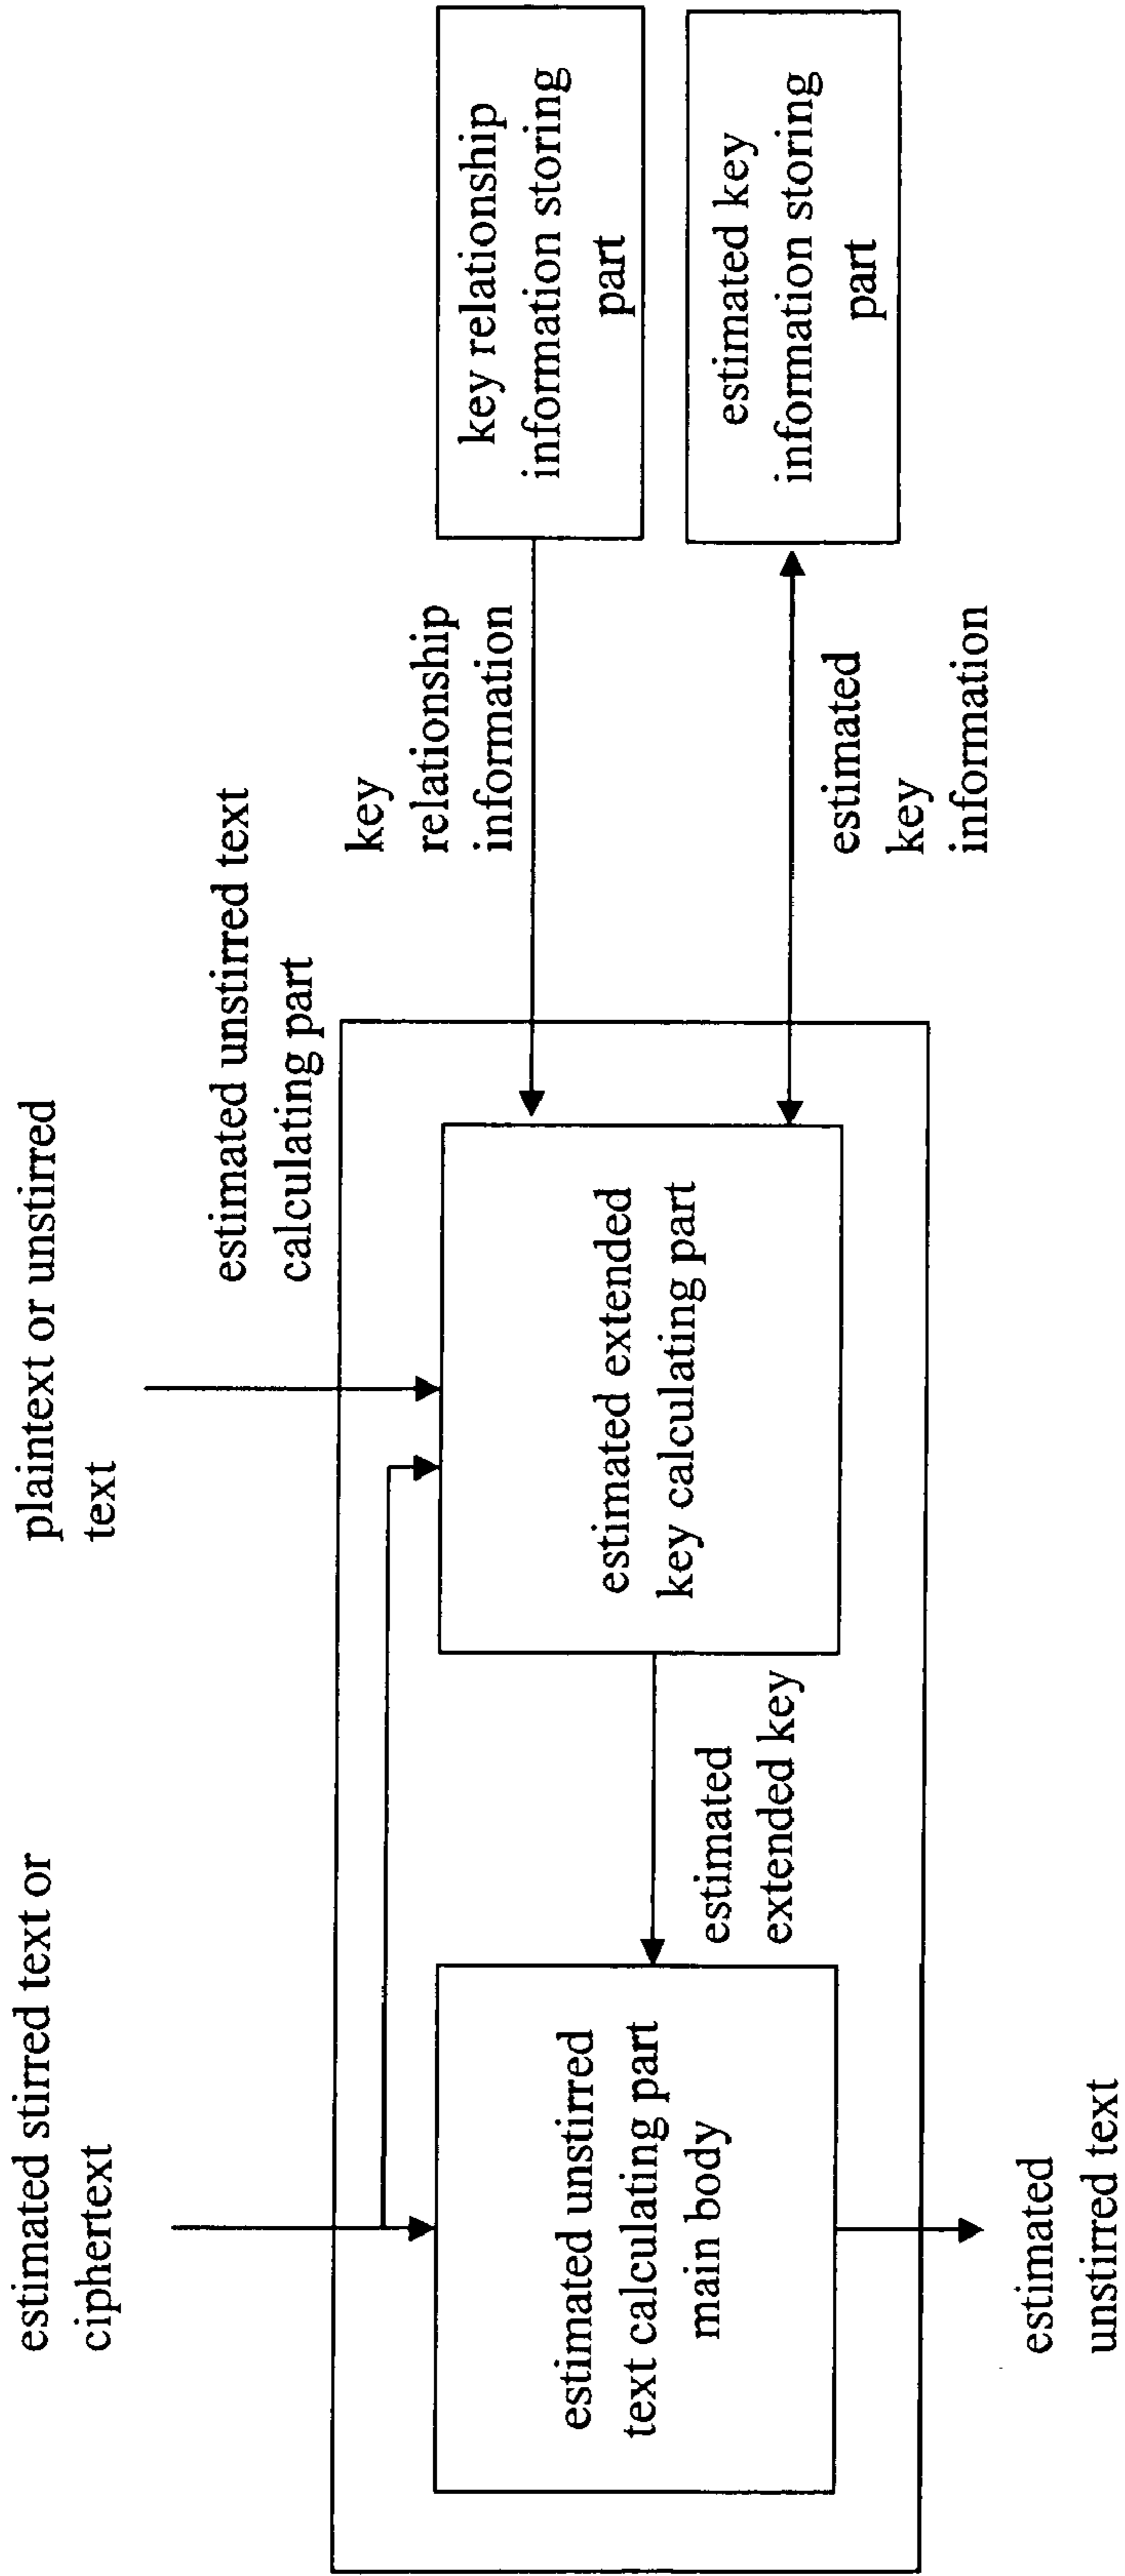 estimated stirred text or
ciphertext
plaintext or unstirred
text
estimated unstirred text
calculating part
key
relationship
information
key relationship
information storing
part
estimated unstirred
text calculating part
main body
estimated
extended key
estimated extended
key calculating part
estimated
key
information
estimated key
information storing
part
estimated
unstirred text